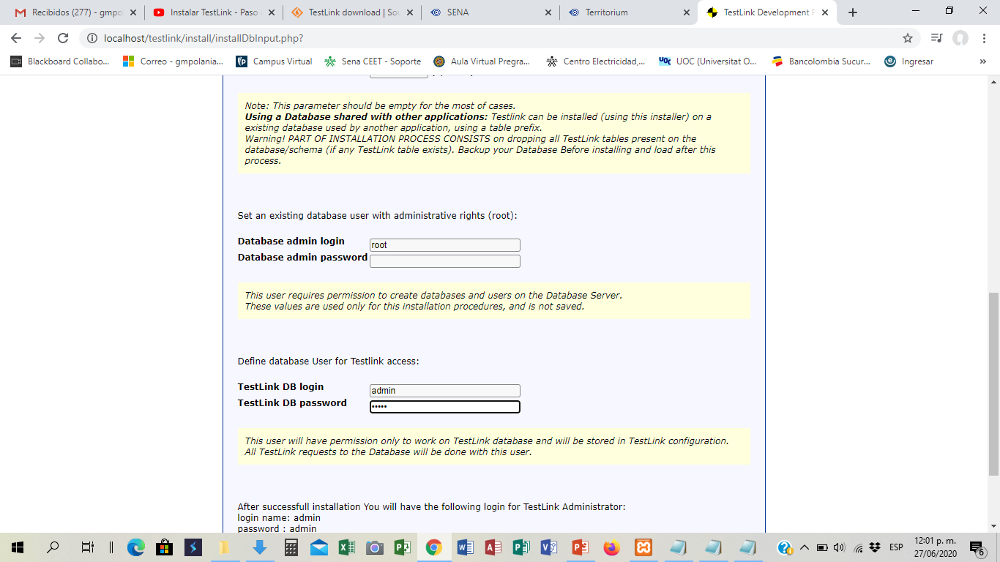 Recibidos (277) - gmpol
Instalar TestLink - Paso
TestLink download | So
SENA
Territorium
TestLink Development P
localhost/testlink/install/installDbInput.php?
Blackboard Collabo...
Correo - gmpolania...
Campus Virtual
Sena CEET - Soporte
Aula Virtual Pregra...
Centro Electricidad,...
UOC (Universitat O...
Bancolombia Sucur...
Ingresar
»
Note: This parameter should be empty for the most of cases.
Using a Database shared with other applications: Testlink can be installed (using this installer) on a
existing database used by another application, using a table prefix.
Warning! PART OF INSTALLATION PROCESS CONSISTS on dropping all TestLink tables present on the
database/schema (if any TestLink table exists). Backup your Database Before installing and load after this
process.
Set an existing database user with administrative rights (root):
Database admin login root
Database admin password
This user requires permission to create databases and users on the Database Server.
These values are used only for this installation procedures, and is not saved.
Define database User for Testlink access:
TestLink DB login admin
TestLink DB password •••••
This user will have permission only to work on TestLink database and will be stored in TestLink configuration.
All TestLink requests to the Database will be done with this user.
After successfull installation You will have the following login for TestLink Administrator:
login name: admin
password : admin
ESP
12:01 p. m.
27/06/2020
6